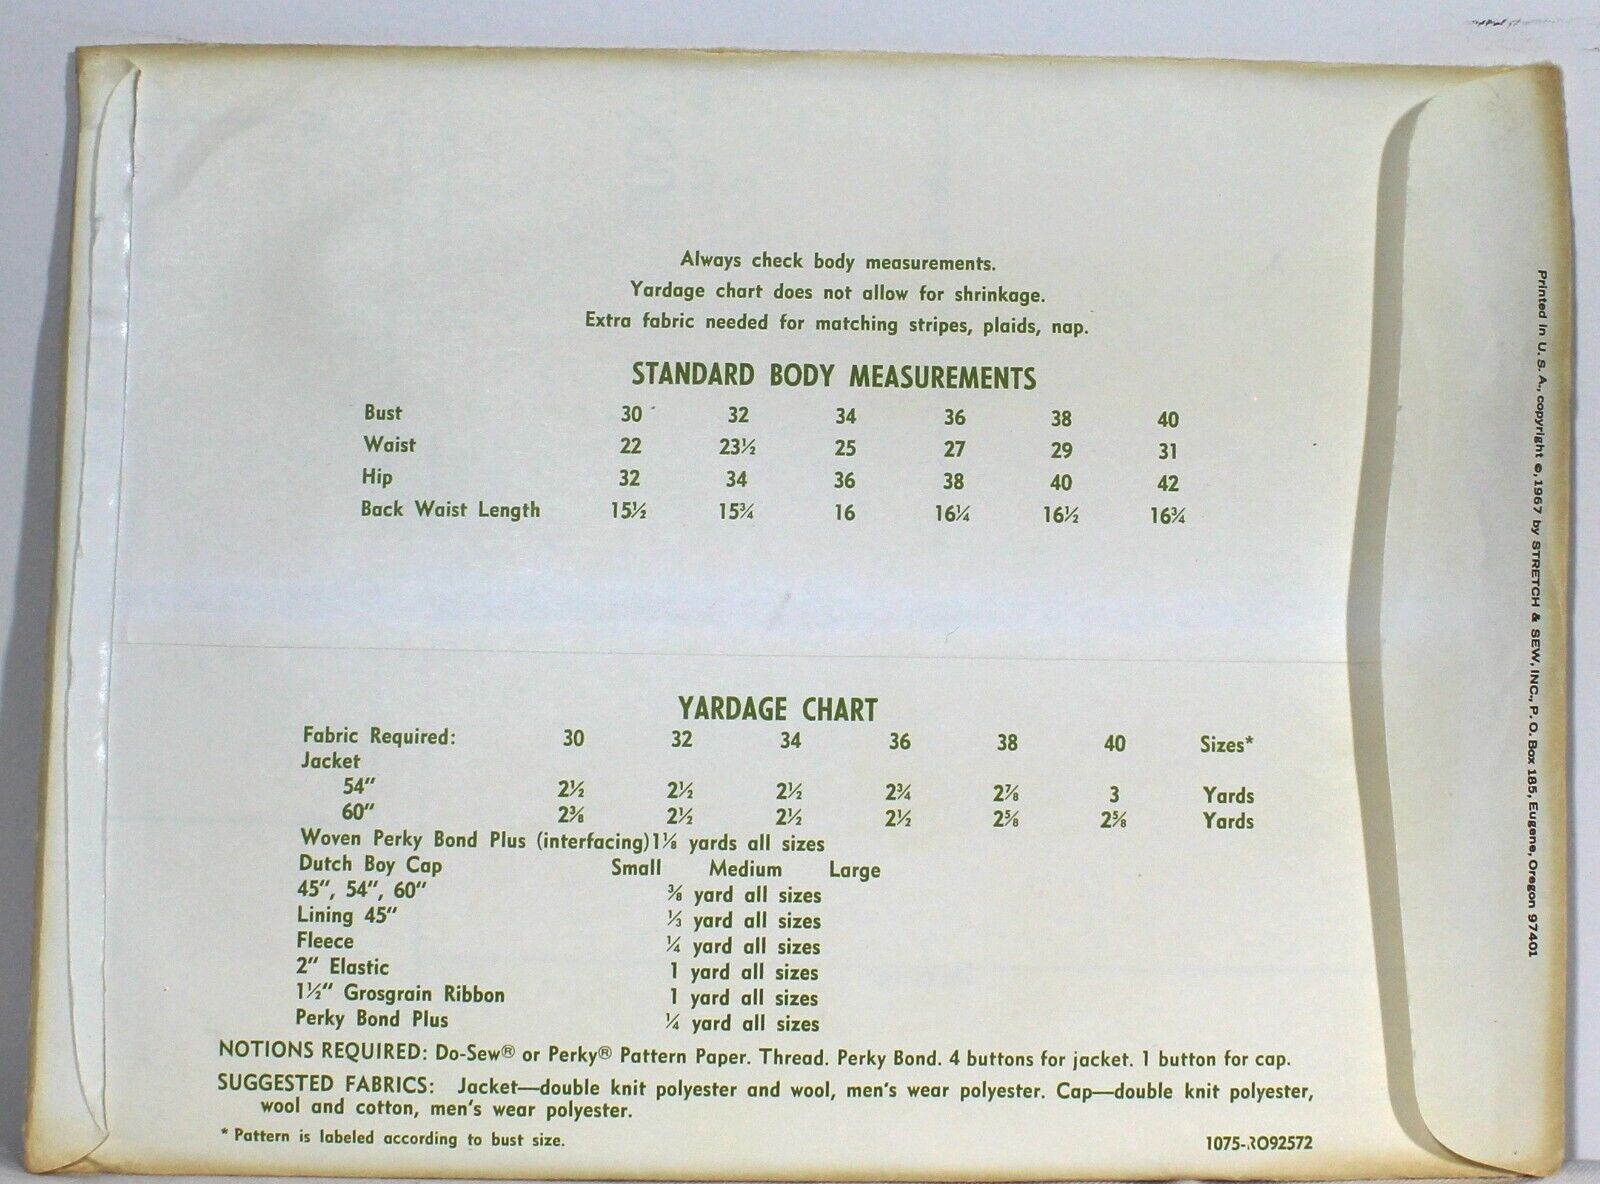 Always check body measurements.
Yardage chart does not allow for shrinkage.
Extra fabric needed for matching stripes, plaids, nap.
STANDARD BODY MEASUREMENTS
Bust 30 32 34 36 38 40
Waist 22 23½ 25 27 29 31
Hip 32 34 36 38 40 42
Back Waist Length 15½ 15¾ 16 16¼ 16½ 16¾
YARDAGE CHART
Fabric Required: 30 32 34 36 38 40 Sizes*
Jacket
54" 2½ 2½ 2½ 2¾ 2⅞ 3 Yards
60" 2⅜ 2½ 2½ 2½ 2⅝ 2⅝ Yards
Woven Perky Bond Plus (interfacing) 1⅛ yards all sizes
Dutch Boy Cap Small Medium Large
45", 54", 60" ⅜ yard all sizes
Lining 45" ⅓ yard all sizes
Fleece ¼ yard all sizes
2" Elastic 1 yard all sizes
1½" Grosgrain Ribbon 1 yard all sizes
Perky Bond Plus ¼ yard all sizes
NOTIONS REQUIRED: Do-Sew® or Perky® Pattern Paper. Thread. Perky Bond. 4 buttons for jacket. 1 button for cap.
SUGGESTED FABRICS: Jacket—double knit polyester and wool, men's wear polyester. Cap—double knit polyester,
wool and cotton, men's wear polyester.
* Pattern is labeled according to bust size.
1075-RO92572
Printed in U. S. A., copyright ©, 1967 by STRETCH & SEW, INC., P. O. Box 185, Eugene, Oregon 97401